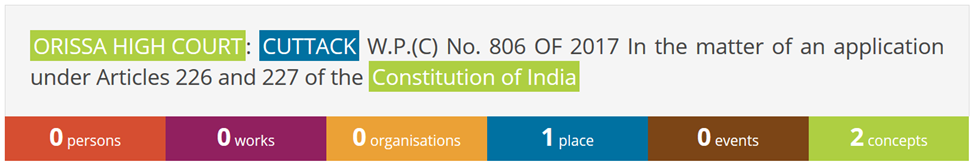 ORISSA HIGH COURT: CUTTACK W.P.(C) No. 806 OF 2017 In the matter of an application
under Articles 226 and 227 of the Constitution of India
0 persons 0 works 0 organisations 1 place 0 events 2 concepts